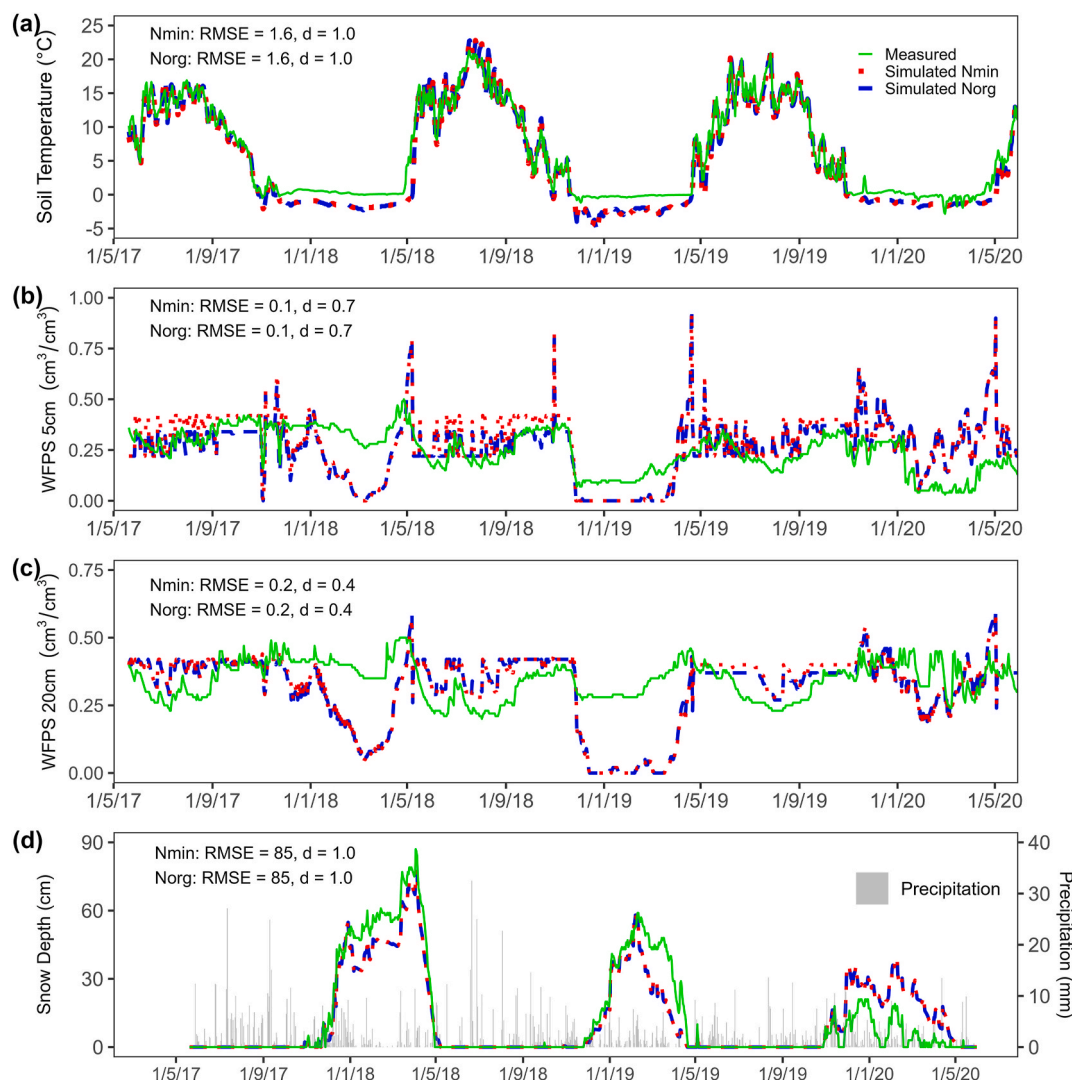 (a)
Soil Temperature (°C)
25
20
15
10
5
0
-5
Nmin: RMSE = 1.6, d = 1.0
Norg: RMSE = 1.6, d = 1.0
Measured
Simulated Nmin
Simulated Norg
1/5/17 1/9/17 1/1/18 1/5/18 1/9/18 1/1/19 1/5/19 1/9/19 1/1/20 1/5/20
(b)
WFPS 5cm (cm³/cm³)
1.00
0.75
0.50
0.25
0.00
Nmin: RMSE = 0.1, d = 0.7
Norg: RMSE = 0.1, d = 0.7
1/5/17 1/9/17 1/1/18 1/5/18 1/9/18 1/1/19 1/5/19 1/9/19 1/1/20 1/5/20
(c)
WFPS 20cm (cm³/cm³)
0.75
0.50
0.25
0.00
Nmin: RMSE = 0.2, d = 0.4
Norg: RMSE = 0.2, d = 0.4
1/5/17 1/9/17 1/1/18 1/5/18 1/9/18 1/1/19 1/5/19 1/9/19 1/1/20 1/5/20
(d)
Snow Depth (cm)
90
60
30
0
Nmin: RMSE = 85, d = 1.0
Norg: RMSE = 85, d = 1.0
Precipitation
40
30
20
10
0
Precipitation (mm)
1/5/17 1/9/17 1/1/18 1/5/18 1/9/18 1/1/19 1/5/19 1/9/19 1/1/20 1/5/20